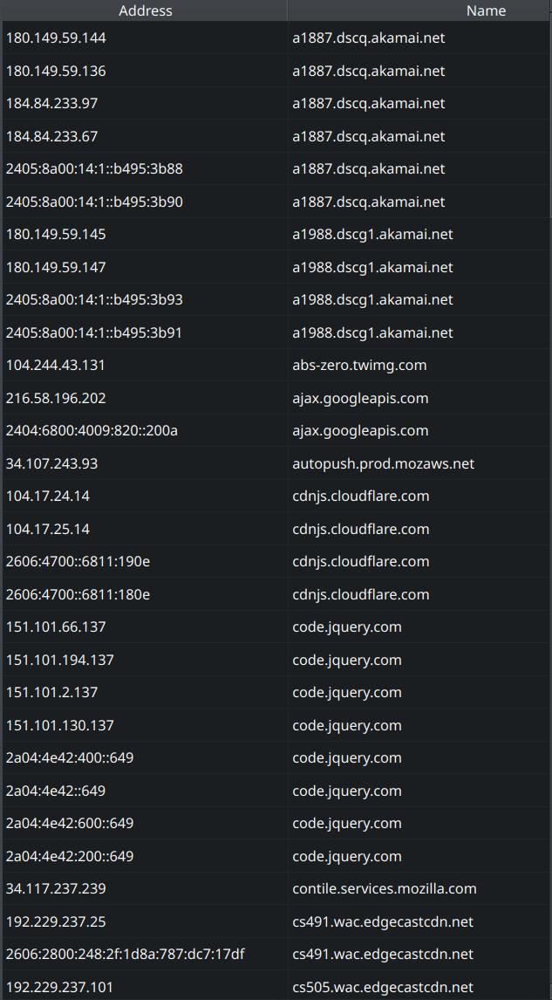 Address Name
180.149.59.144 a1887.dscq.akamai.net
180.149.59.136 a1887.dscq.akamai.net
184.84.233.97 a1887.dscq.akamai.net
184.84.233.67 a1887.dscq.akamai.net
2405:8a00:14:1::b495:3b88 a1887.dscq.akamai.net
2405:8a00:14:1::b495:3b90 a1887.dscq.akamai.net
180.149.59.145 a1988.dscg1.akamai.net
180.149.59.147 a1988.dscg1.akamai.net
2405:8a00:14:1::b495:3b93 a1988.dscg1.akamai.net
2405:8a00:14:1::b495:3b91 a1988.dscg1.akamai.net
104.244.43.131 abs-zero.twimg.com
216.58.196.202 ajax.googleapis.com
2404:6800:4009:820::200a ajax.googleapis.com
34.107.243.93 autopush.prod.mozaws.net
104.17.24.14 cdnjs.cloudflare.com
104.17.25.14 cdnjs.cloudflare.com
2606:4700::6811:190e cdnjs.cloudflare.com
2606:4700::6811:180e cdnjs.cloudflare.com
151.101.66.137 code.jquery.com
151.101.194.137 code.jquery.com
151.101.2.137 code.jquery.com
151.101.130.137 code.jquery.com
2a04:4e42:400::649 code.jquery.com
2a04:4e42::649 code.jquery.com
2a04:4e42:600::649 code.jquery.com
2a04:4e42:200::649 code.jquery.com
34.117.237.239 contile.services.mozilla.com
192.229.237.25 cs491.wac.edgecastcdn.net
2606:2800:248:2f:1d8a:787:dc7:17df cs491.wac.edgecastcdn.net
192.229.237.101 cs505.wac.edgecastcdn.net